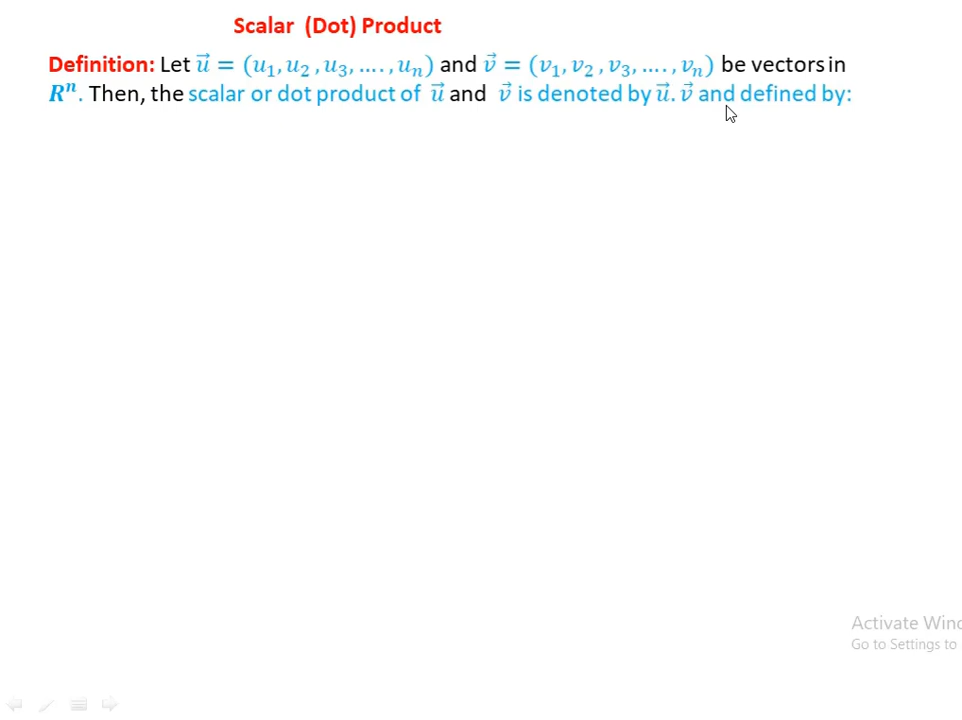 Scalar (Dot) Product
Definition: Let u⃗ = (u₁, u₂ , u₃, .... , uₙ) and v⃗ = (v₁, v₂ , v₃, .... , vₙ) be vectors in
Rⁿ. Then, the scalar or dot product of u⃗ and v⃗ is denoted by u⃗. v⃗ and defined by:
Activate Win
Go to Settings to